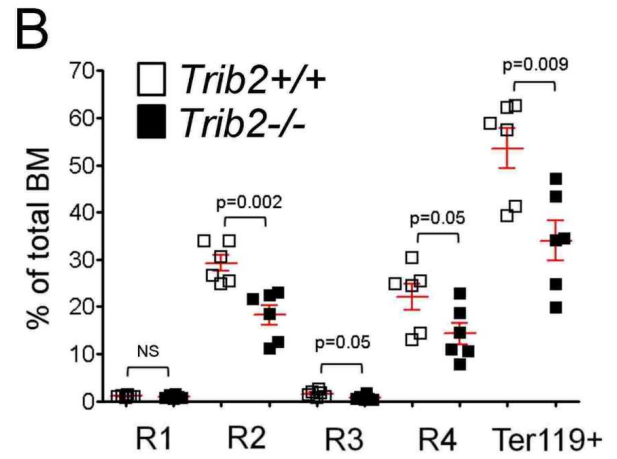 B
Trib2+/+
Trib2-/-
% of total BM
70
60
50
40
30
20
10
0
NS
p=0.002
p=0.05
p=0.05
p=0.009
R1 R2 R3 R4 Ter119+